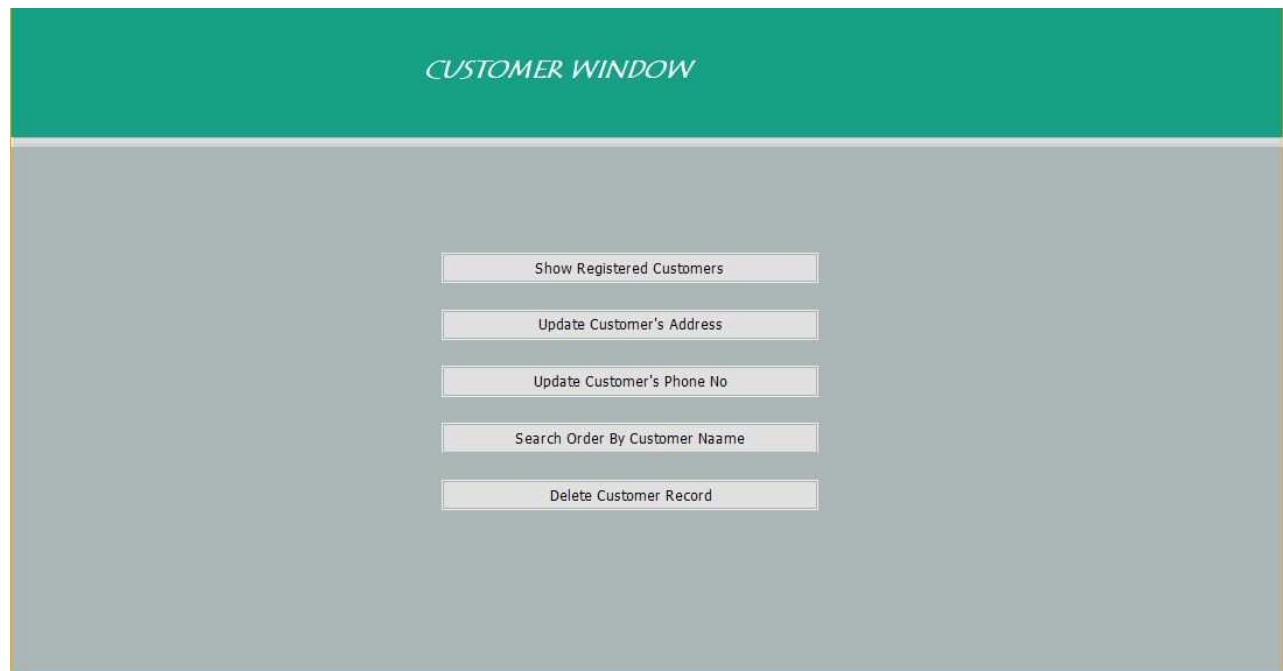 CUSTOMER WINDOW
Show Registered Customers
Update Customer's Address
Update Customer's Phone No
Search Order By Customer Naame
Delete Customer Record